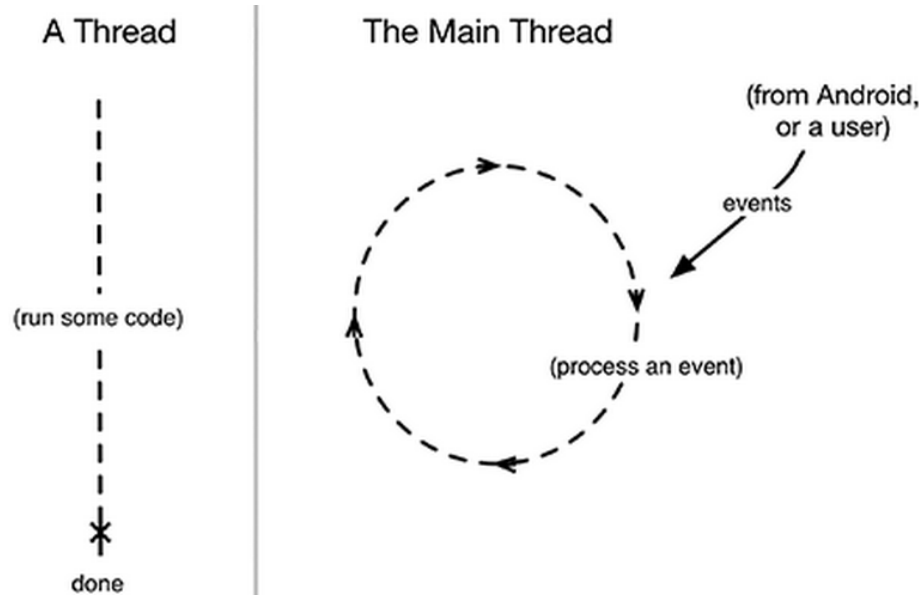 A Thread
(run some code)
done
The Main Thread
(from Android,
or a user)
events
(process an event)